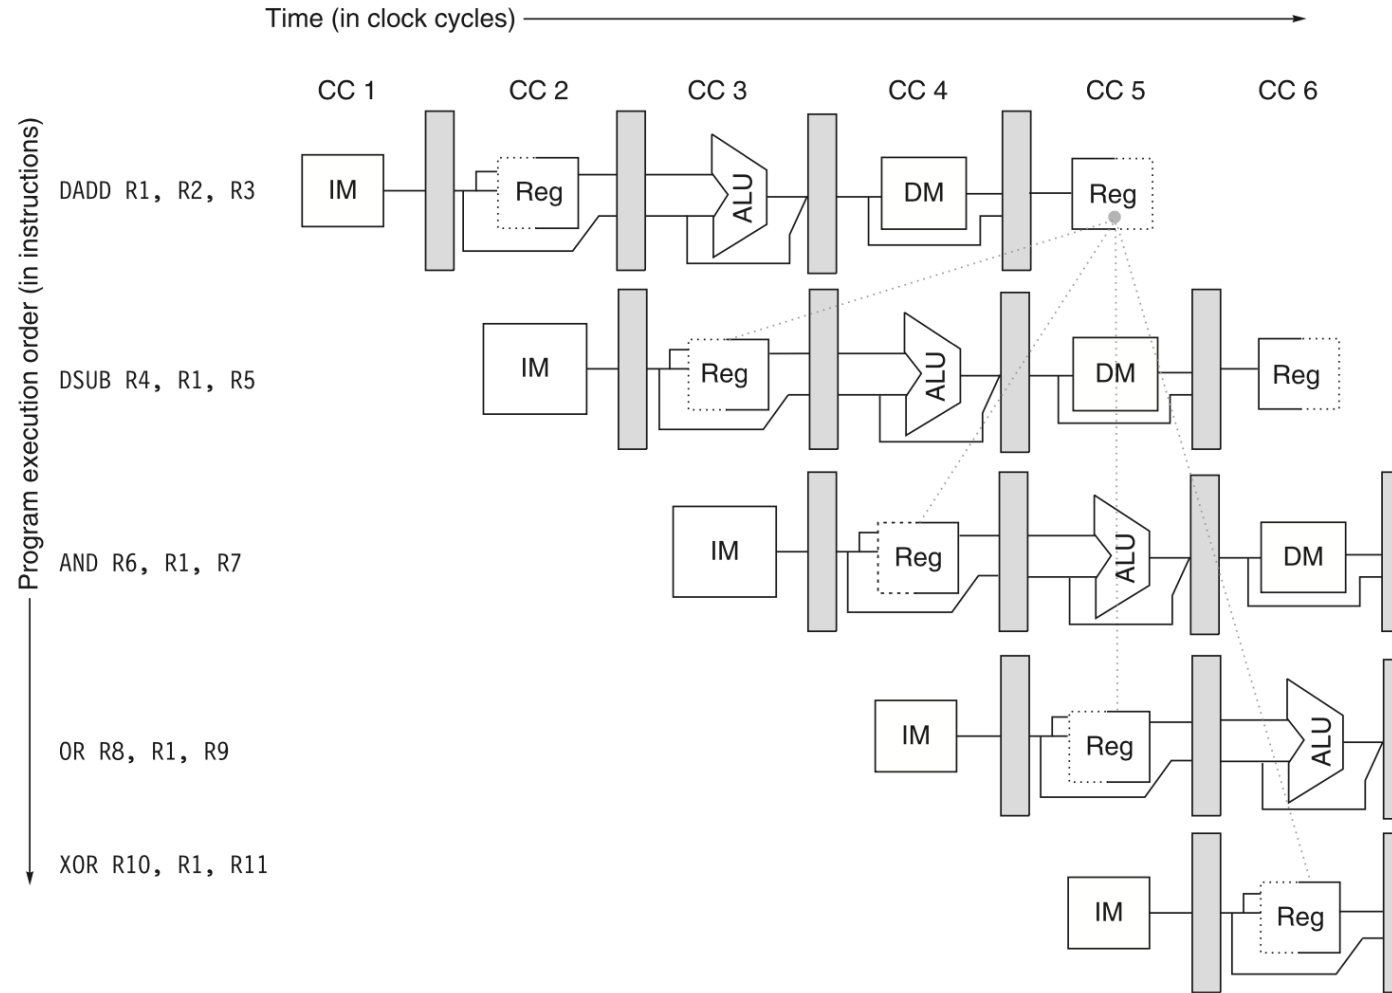 Time (in clock cycles)
CC 1 CC 2 CC 3 CC 4 CC 5 CC 6
Program execution order (in instructions)
DADD R1, R2, R3 IM Reg ALU DM Reg
DSUB R4, R1, R5 IM Reg ALU DM Reg
AND R6, R1, R7 IM Reg ALU DM
OR R8, R1, R9 IM Reg ALU
XOR R10, R1, R11 IM Reg